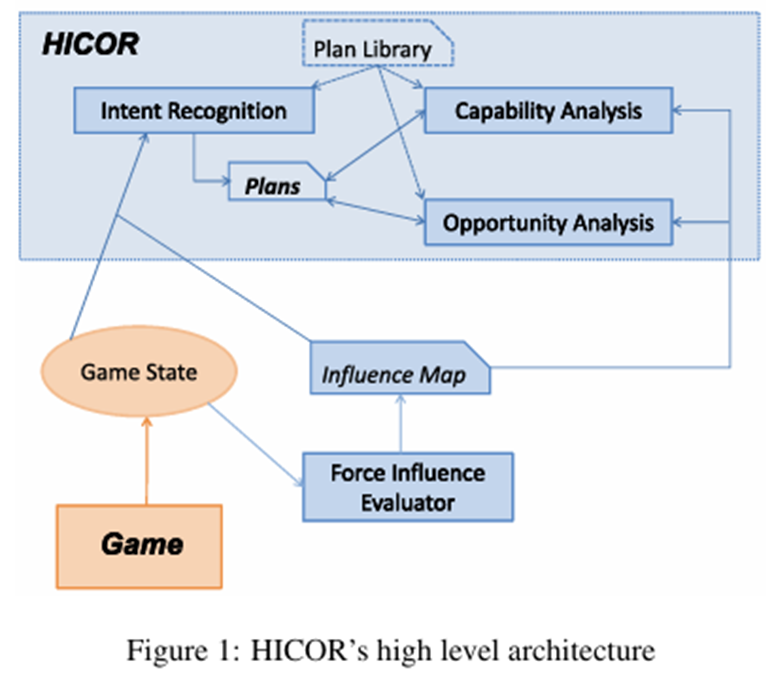 HICOR
Plan Library
Intent Recognition
Capability Analysis
Plans
Opportunity Analysis
Game State
Influence Map
Force Influence
Evaluator
Game
Figure 1: HICOR's high level architecture